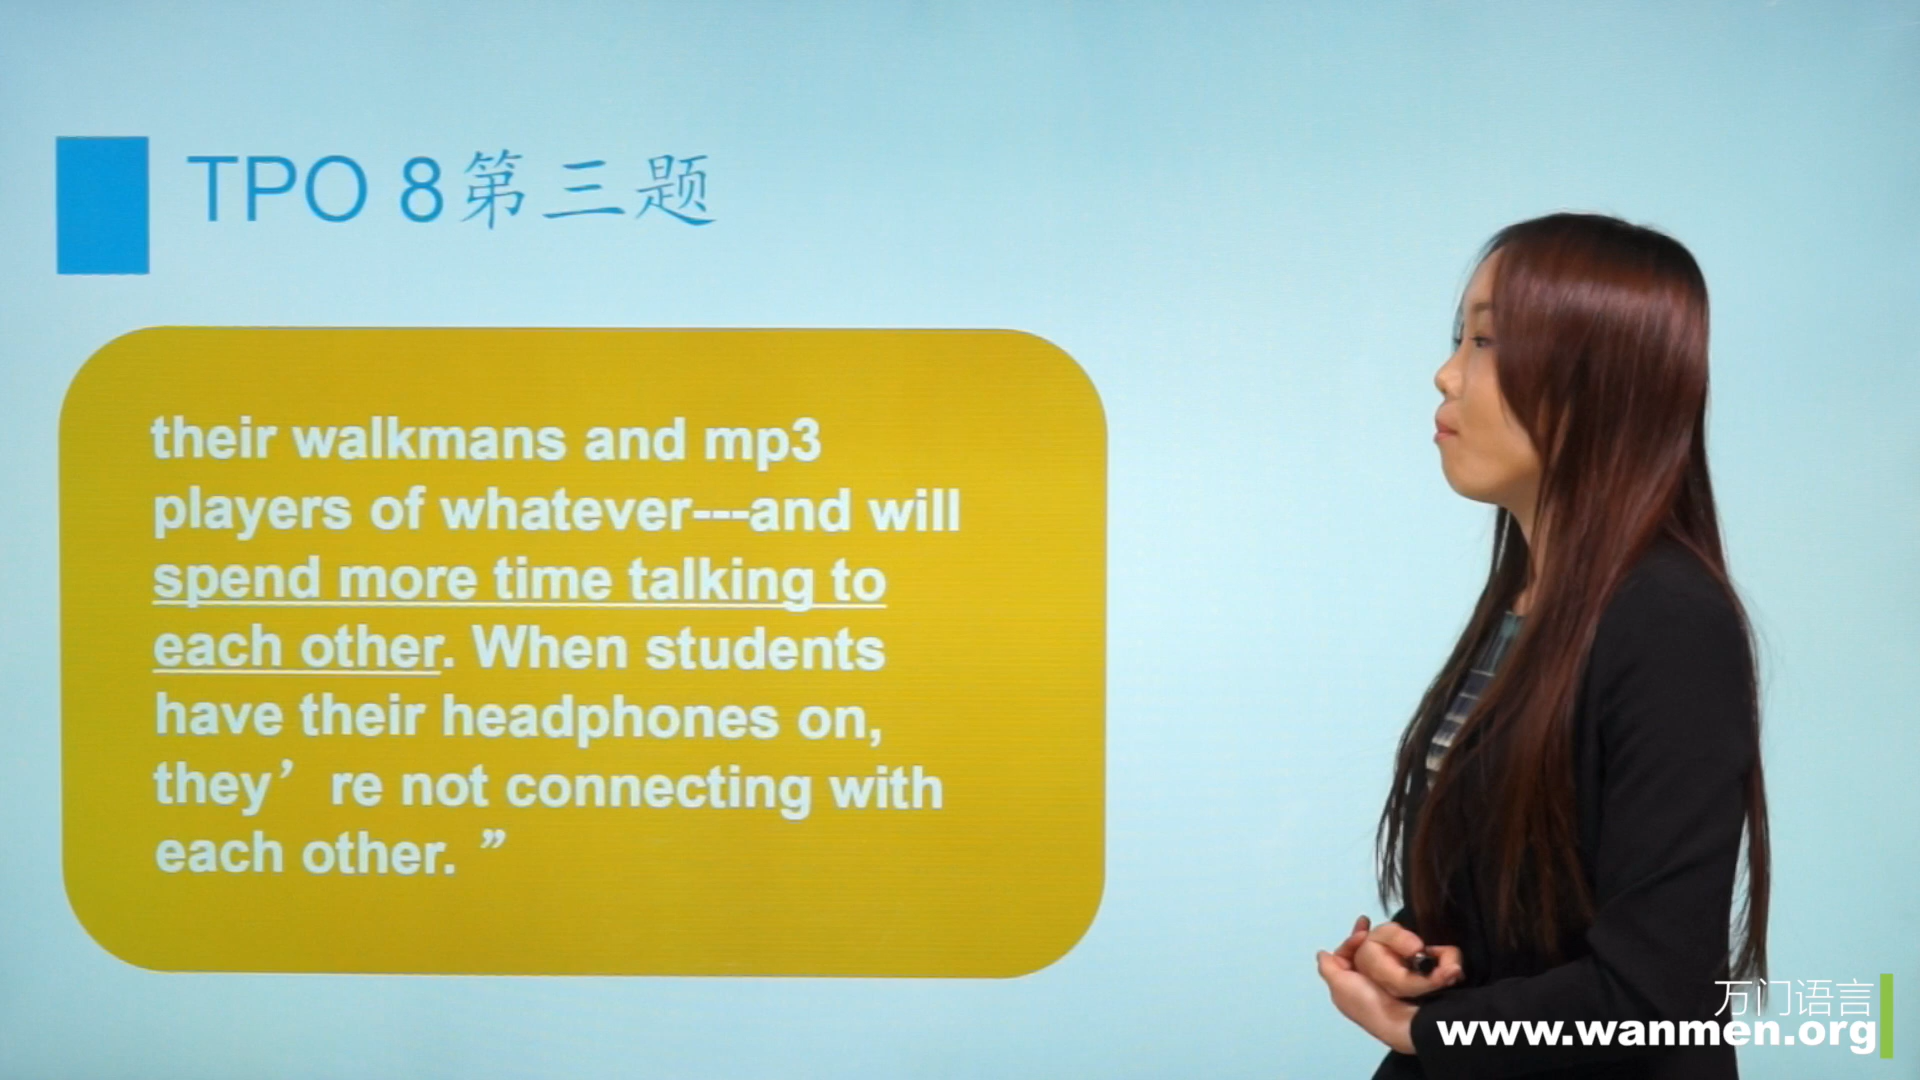 TPO 8第三题
their walkmans and mp3
players of whatever---and will
spend more time talking to
each other. When students
have their headphones on,
they’ re not connecting with
each other. ”
万门语言
www.wanmen.org